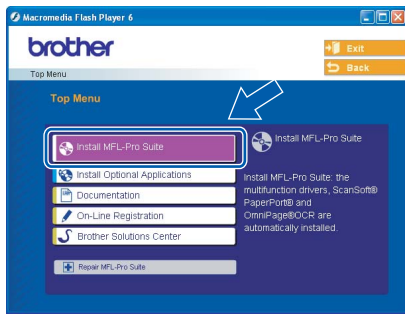 Macromedia Flash Player 6
brother
Exit
Back
Top Menu
Top Menu
Install MFL-Pro Suite
Install Optional Applications
Documentation
On-Line Registration
Brother Solutions Center
Repair MFL-Pro Suite
Install MFL-Pro Suite
Install MFL-Pro Suite: the
multifunction drivers, ScanSoft®
PaperPort® and
OmniPage®OCR are
automatically installed.